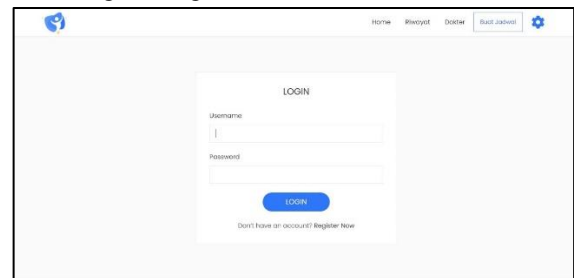 Home Riwayat Dokter Buat Jadwal
LOGIN
Username
Password
LOGIN
Don't have an account? Register Now